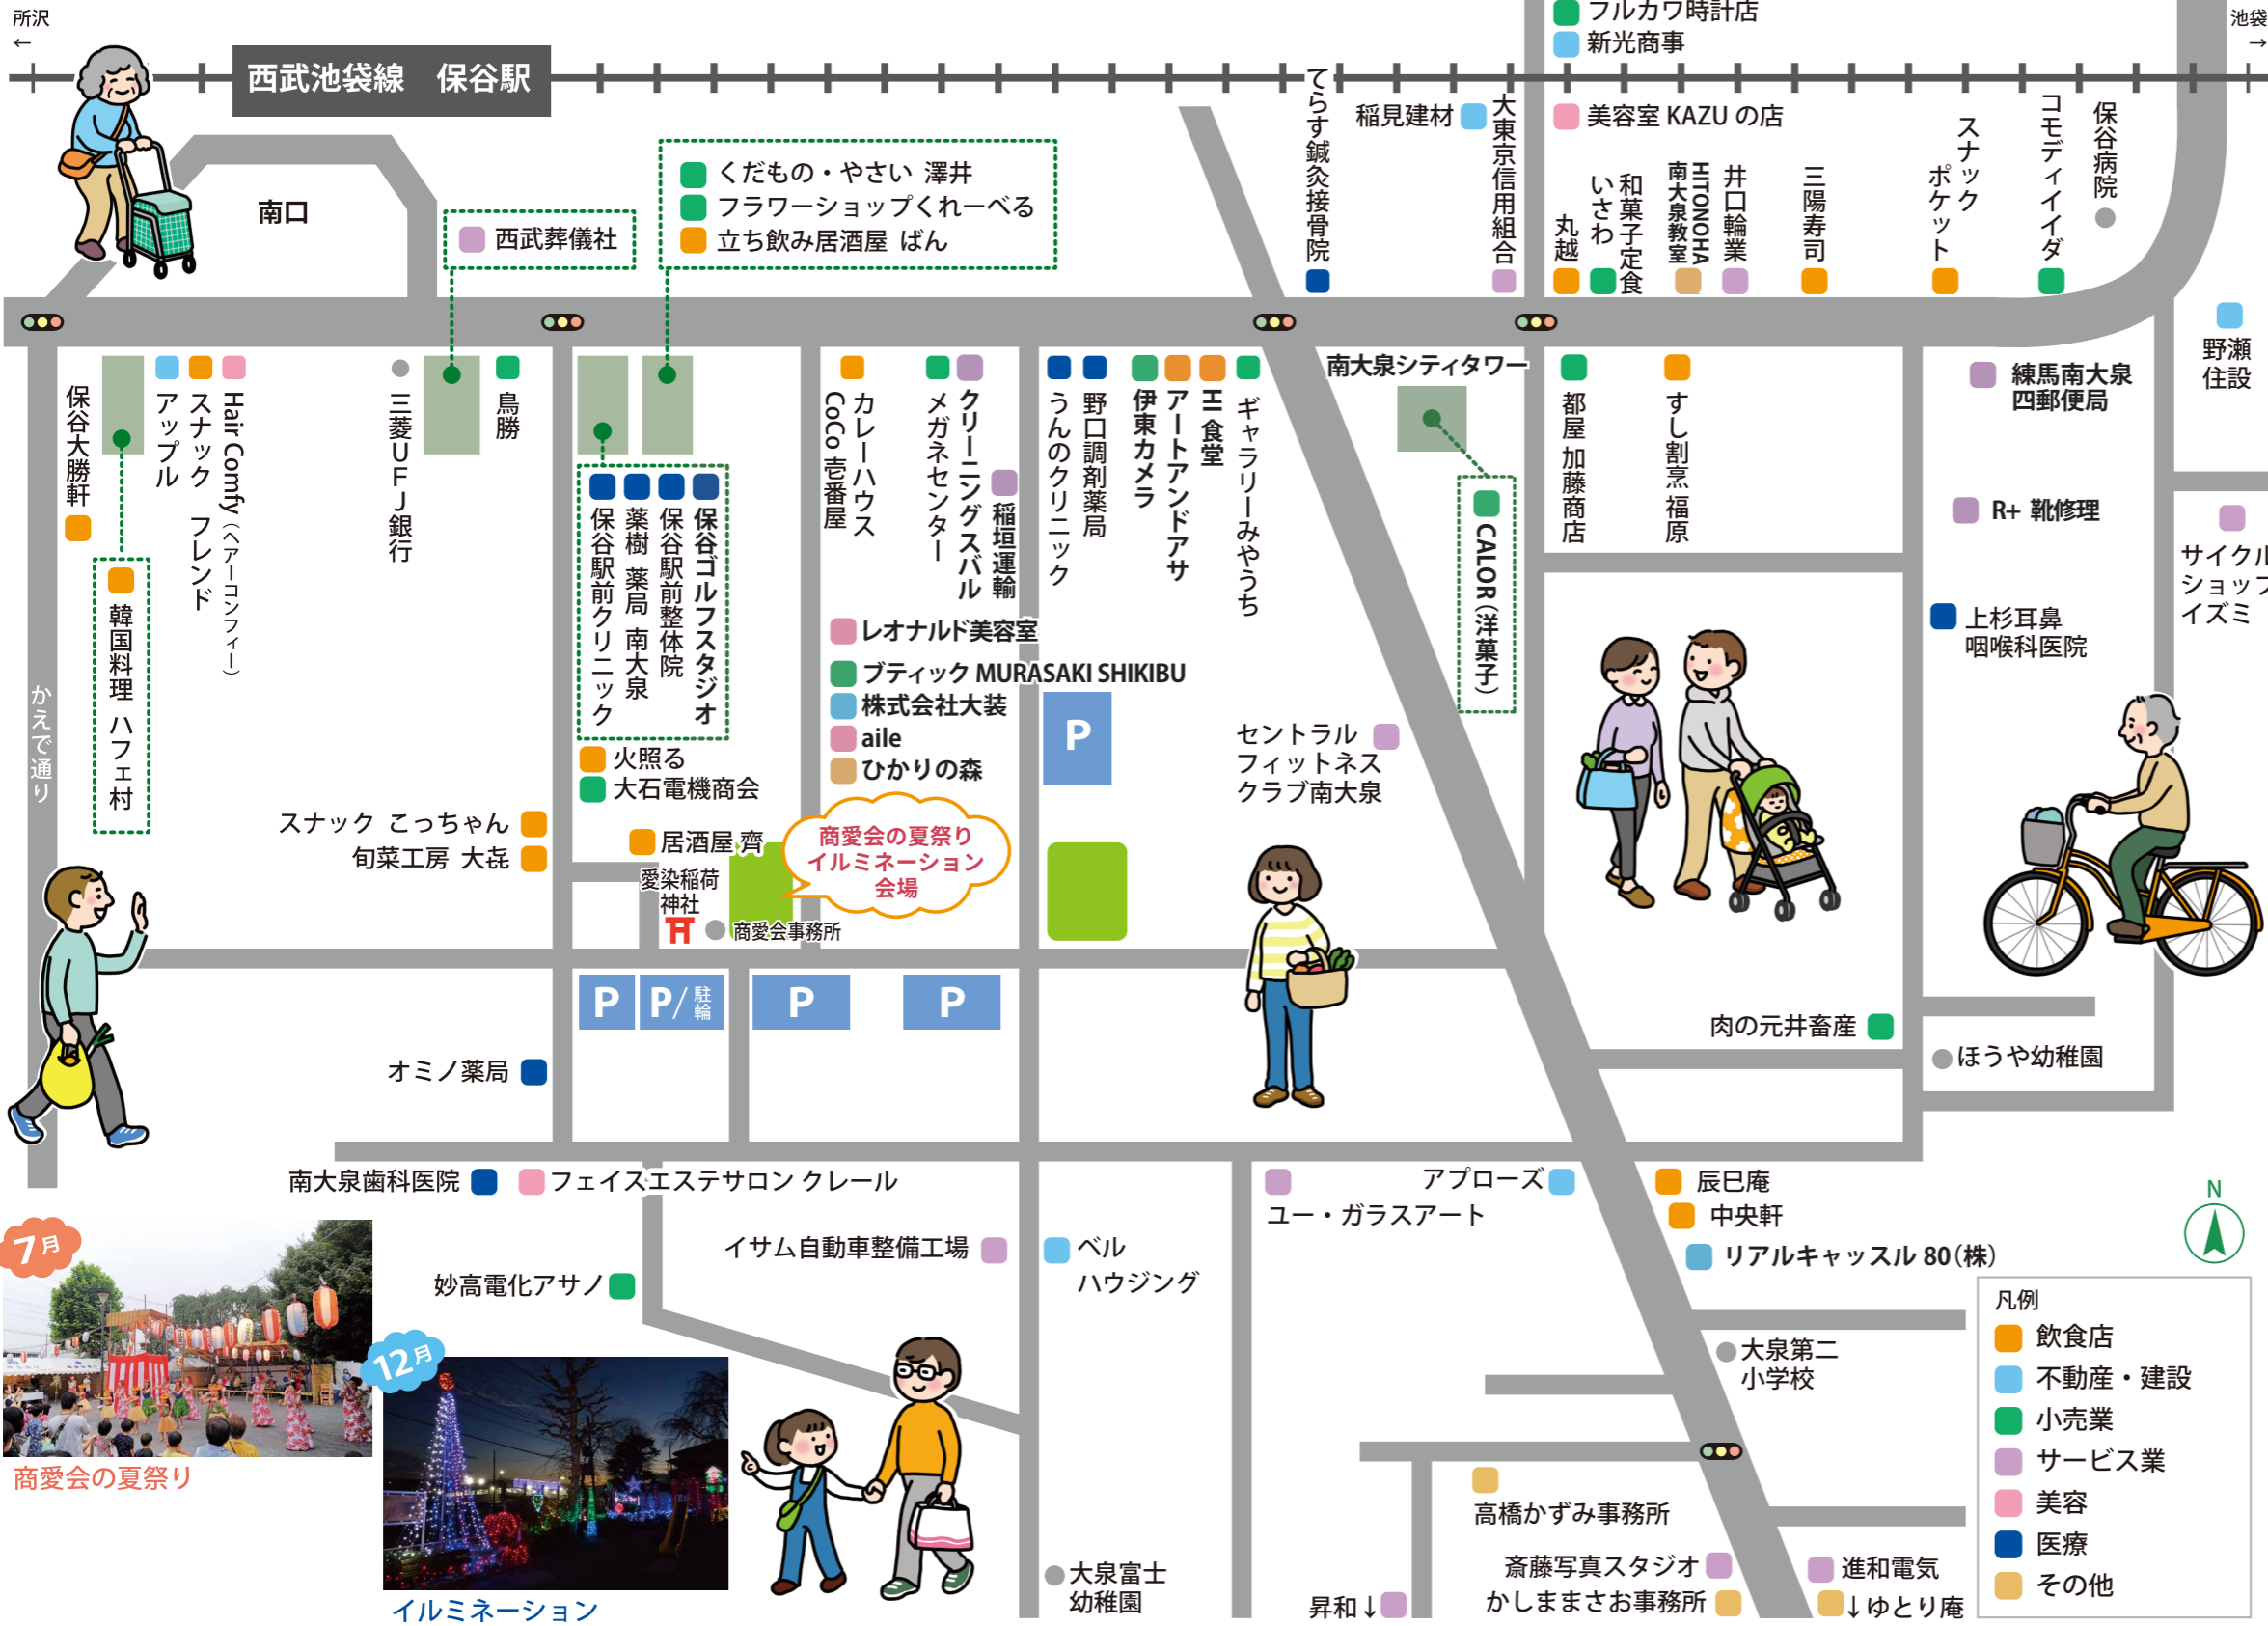 所沢
←
西武池袋線 保谷駅
池袋
→
フルカワ時計店
新光商事
南口
西武葬儀社
くだもの・やさい 澤井
フラワーショップくれーべる
立ち飲み居酒屋 ばん
てらす鍼灸接骨院
稲見建材
大東京信用組合
美容室 KAZU の店
丸越
和菓子定食
いさわ
HITONOHA
南大泉教室
井口輪業
三陽寿司
スナック
ポケット
コモディイイダ
保谷病院
野瀬
住設
保谷大勝軒
アップル
スナック フレンド
Hair Comfy（ヘアーコンフィー）
三菱UFJ銀行
鳥勝
カレーハウス
CoCo 壱番屋
メガネセンター
クリーニングスバル
稲垣運輸
うんのクリニック
野口調剤薬局
伊東カメラ
アートアンドアサ
HI 食堂
ギャラリーみやうち
南大泉シティタワー
CALOR（洋菓子）
都屋 加藤商店
すし割烹 福原
練馬南大泉
四郵便局
R+ 靴修理
サイクル
ショップ
イズミ
上杉耳鼻
咽喉科医院
韓国料理 ハフェ村
かえで通り
保谷駅前クリニック
薬樹 薬局 南大泉
保谷駅前整体院
保谷ゴルフスタジオ
火照る
大石電機商会
レオナルド美容室
ブティック MURASAKI SHIKIBU
株式会社大装
aile
ひかりの森
P
セントラル
フィットネス
クラブ南大泉
スナック こっちゃん
旬菜工房 大㐂
居酒屋 齊
商愛会の夏祭り
イルミネーション
会場
愛染稲荷
神社
商愛会事務所
P
P/駐輪
P
P
オミノ薬局
肉の元井畜産
ほうや幼稚園
南大泉歯科医院
フェイスエステサロン クレール
ユー・ガラスアート
アプローズ
辰巳庵
中央軒
リアルキャッスル 80（株）
イサム自動車整備工場
ベル
ハウジング
妙高電化アサノ
大泉第二
小学校
高橋かずみ事務所
斎藤写真スタジオ
かしままさお事務所
進和電気
↓ゆとり庵
昇和↓
大泉富士
幼稚園
7月
商愛会の夏祭り
12月
イルミネーション
N
凡例
飲食店
不動産・建設
小売業
サービス業
美容
医療
その他